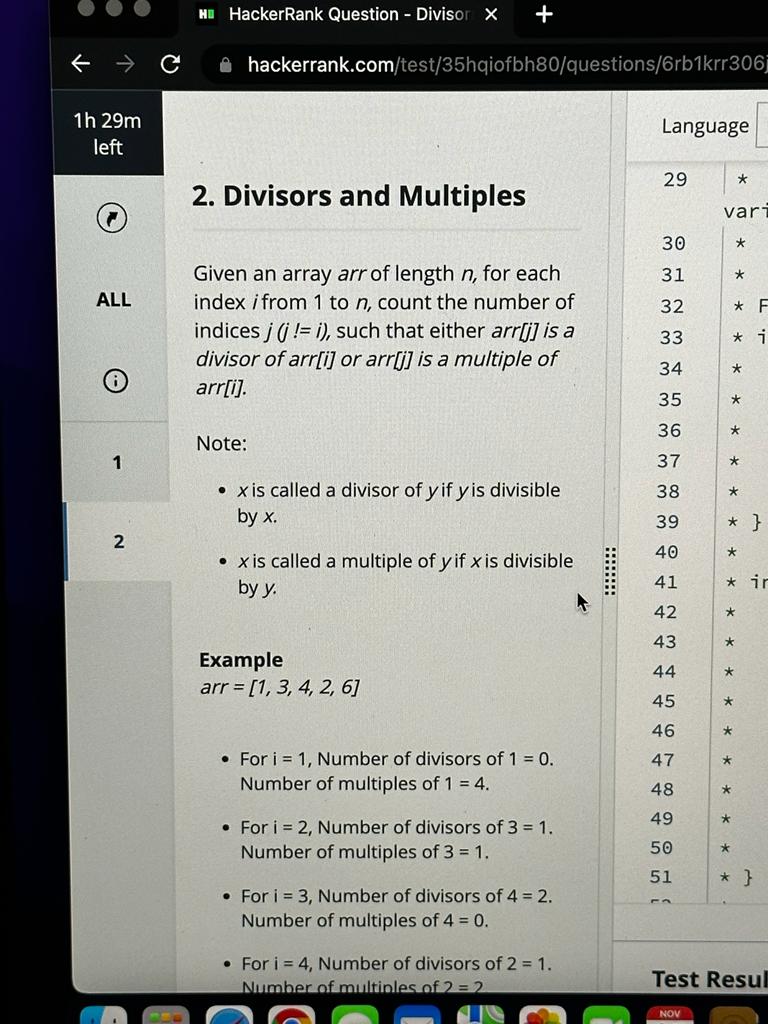 HackerRank Question - Divisor
hackerrank.com/test/35hqiofbh80/questions/6rb1krr306j
1h 29m
left
ALL
1
2
2. Divisors and Multiples
Given an array arr of length n, for each
index i from 1 to n, count the number of
indices j (j != i), such that either arr[j] is a
divisor of arr[i] or arr[j] is a multiple of
arr[i].
Note:
• x is called a divisor of y if y is divisible
by x.
• x is called a multiple of y if x is divisible
by y.
Example
arr = [1, 3, 4, 2, 6]
• For i = 1, Number of divisors of 1 = 0.
Number of multiples of 1 = 4.
• For i = 2, Number of divisors of 3 = 1.
Number of multiples of 3 = 1.
• For i = 3, Number of divisors of 4 = 2.
Number of multiples of 4 = 0.
• For i = 4, Number of divisors of 2 = 1.
Number of multiples of 2 = 2.
Language
29 *
vari
30 *
31 *
32 * F
33 * i
34 *
35 *
36 *
37 *
38 *
39 * }
40 *
41 * in
42 *
43 *
44 *
45 *
46 *
47 *
48 *
49 *
50 *
51 * }
Test Resul
NOV